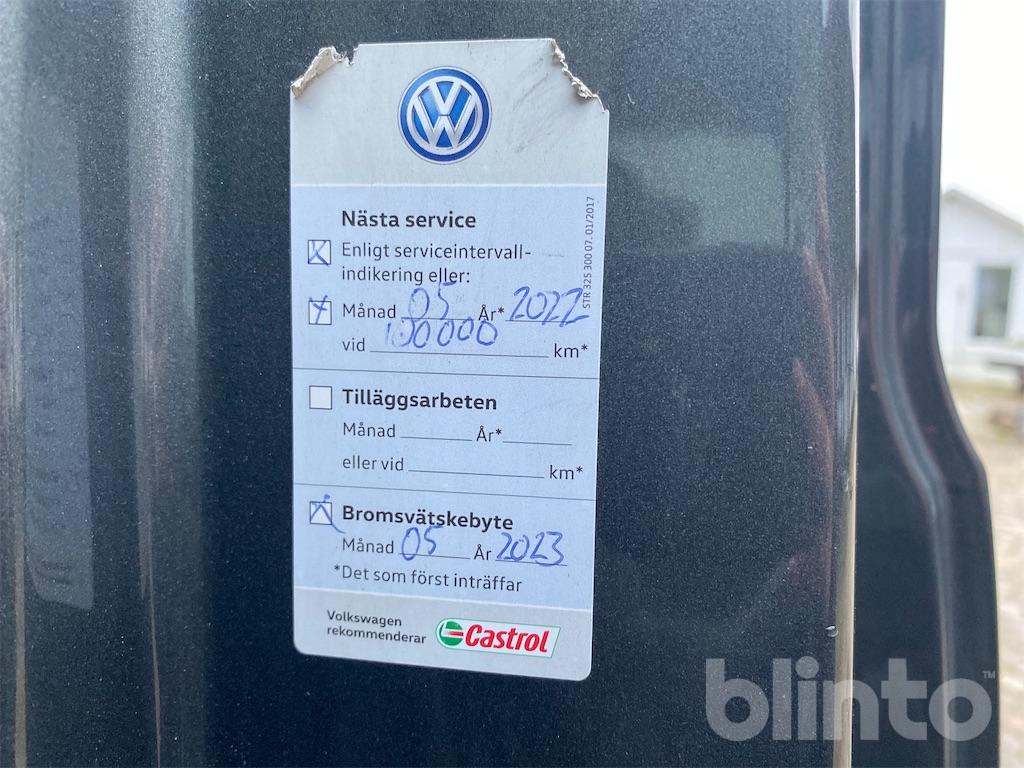 Nästa service
Enligt serviceintervall-
indikering eller:
Månad 05 År* 2022
vid 100000 km*
Tilläggsarbeten
Månad År*
eller vid km*
Bromsvätskebyte
Månad 05 År 2023
*Det som först inträffar
Volkswagen
rekommenderar
Castrol
STR 325 300 07. 01/2017
blinto™